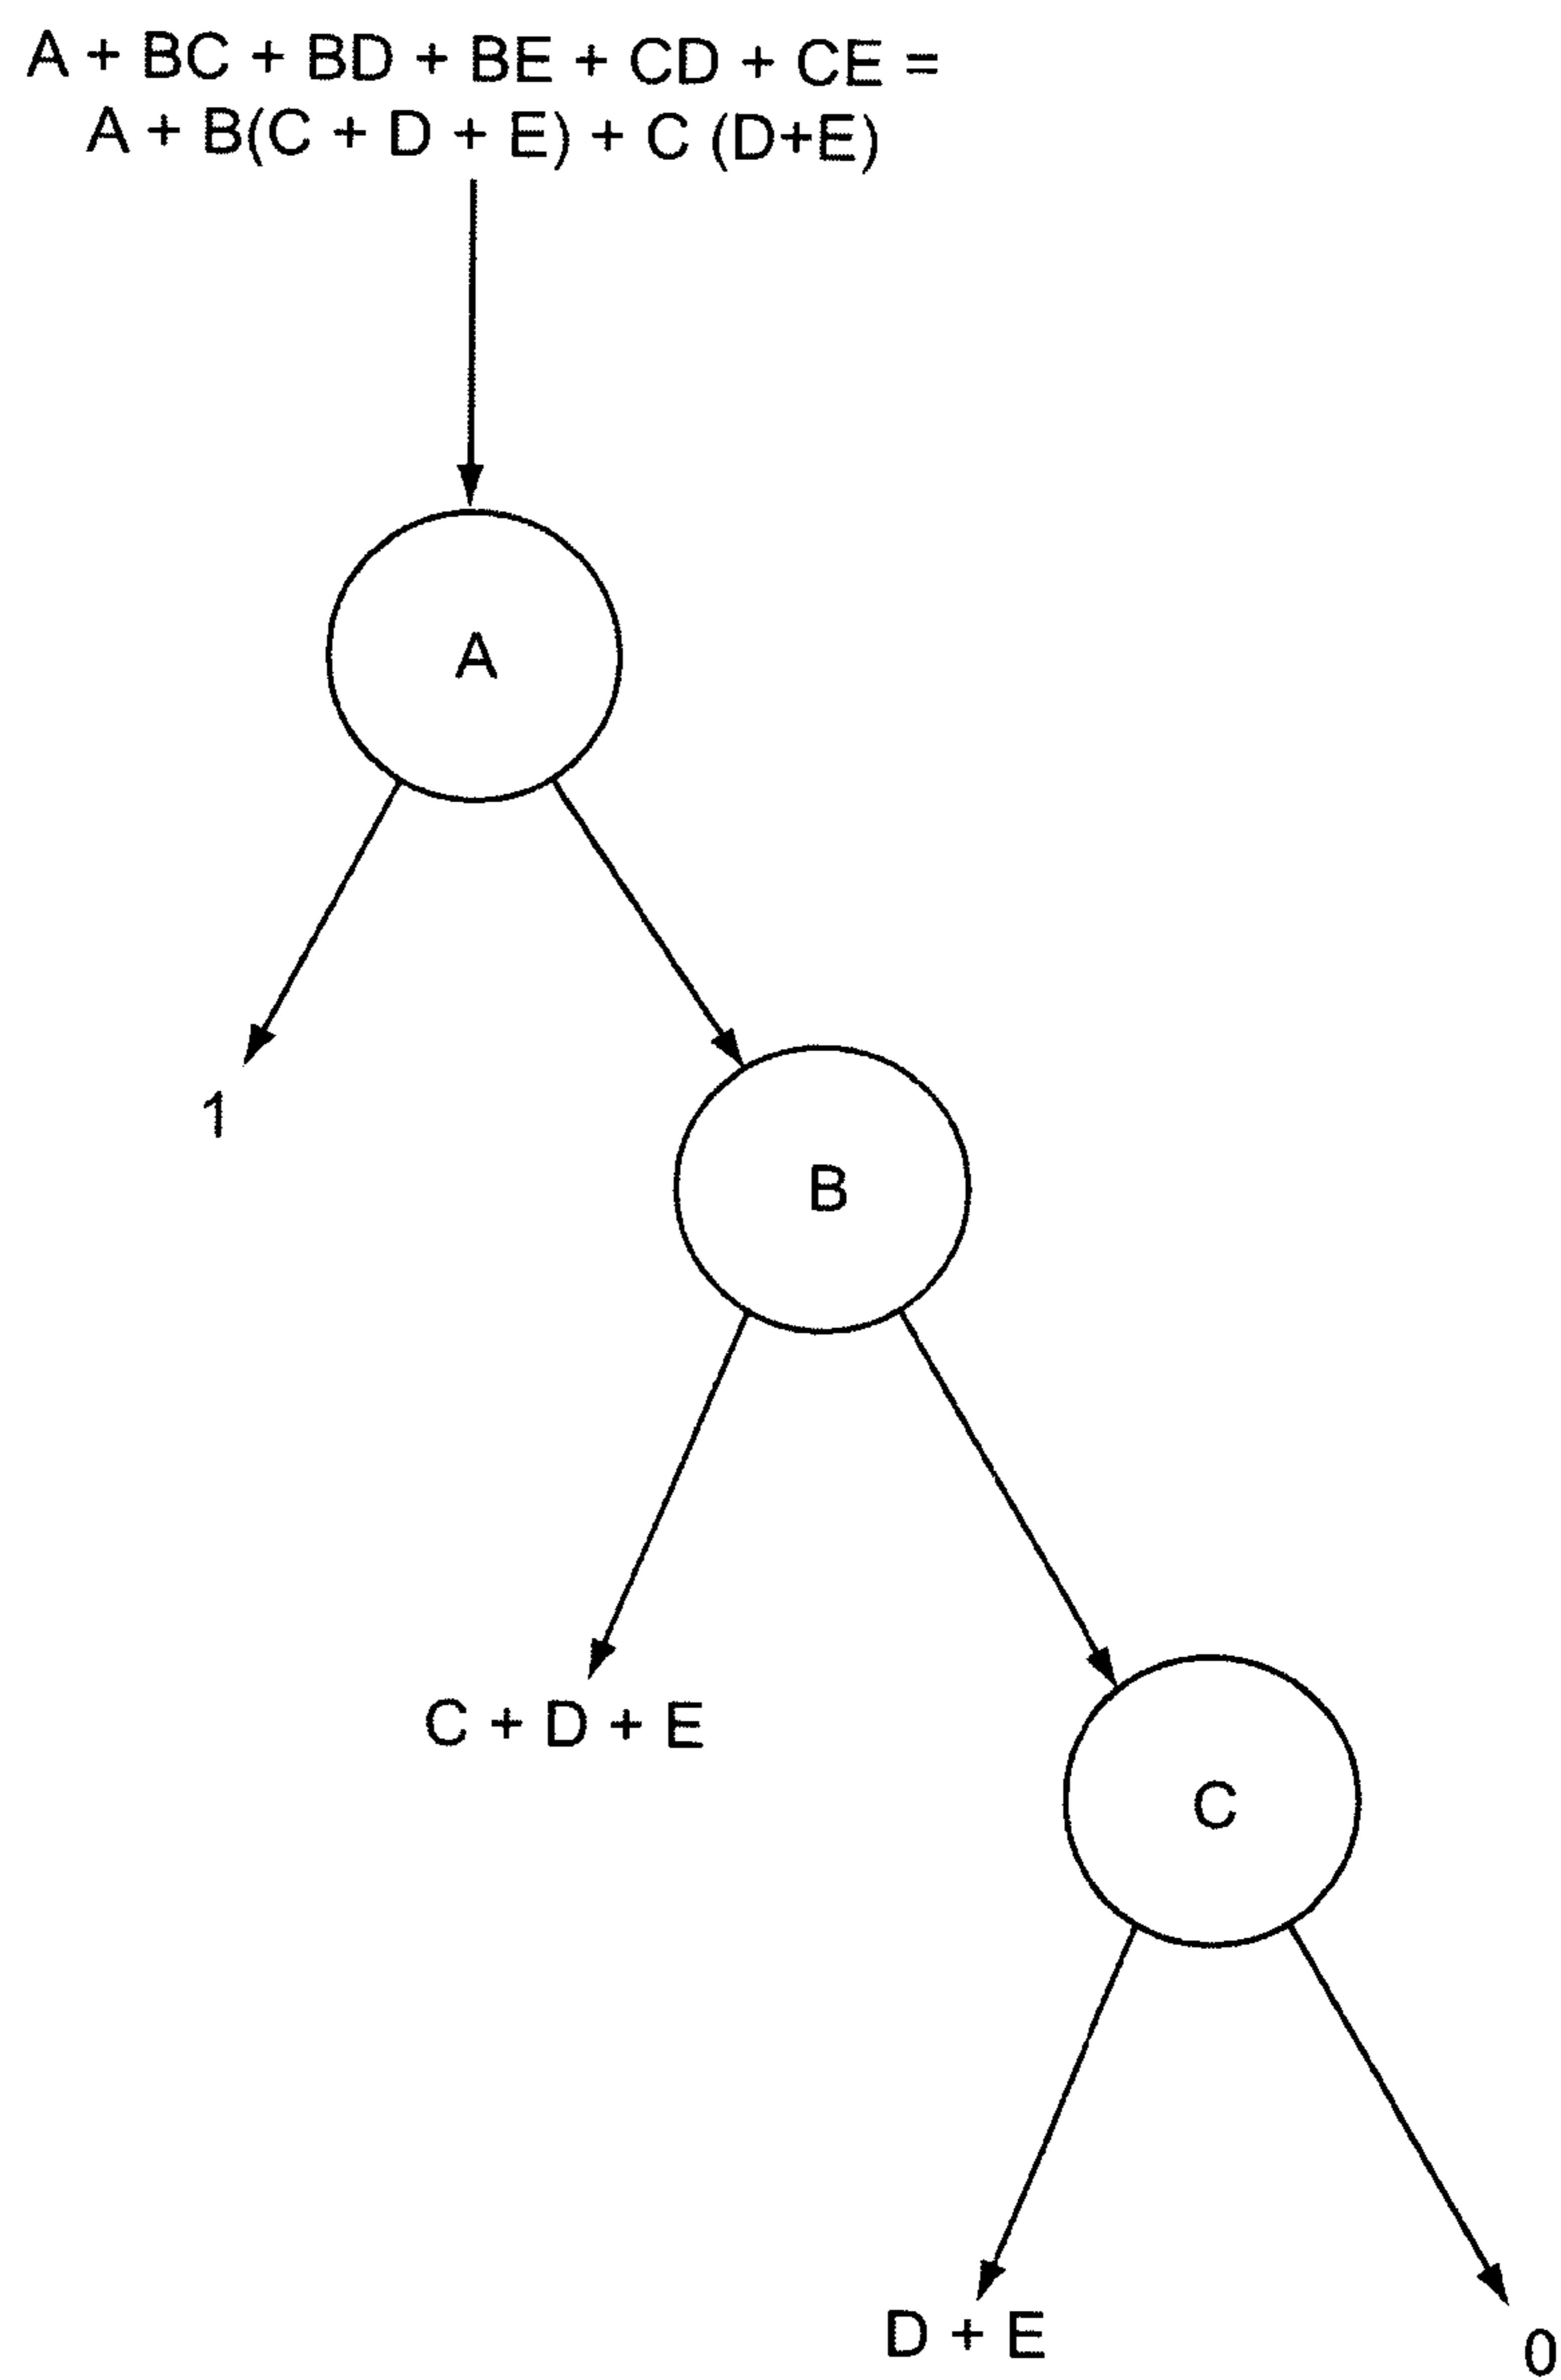 A + BC + BD + BE + CD + CE =
A + B(C + D + E) + C (D+E)
A
1
B
C + D + E
C
D + E
0